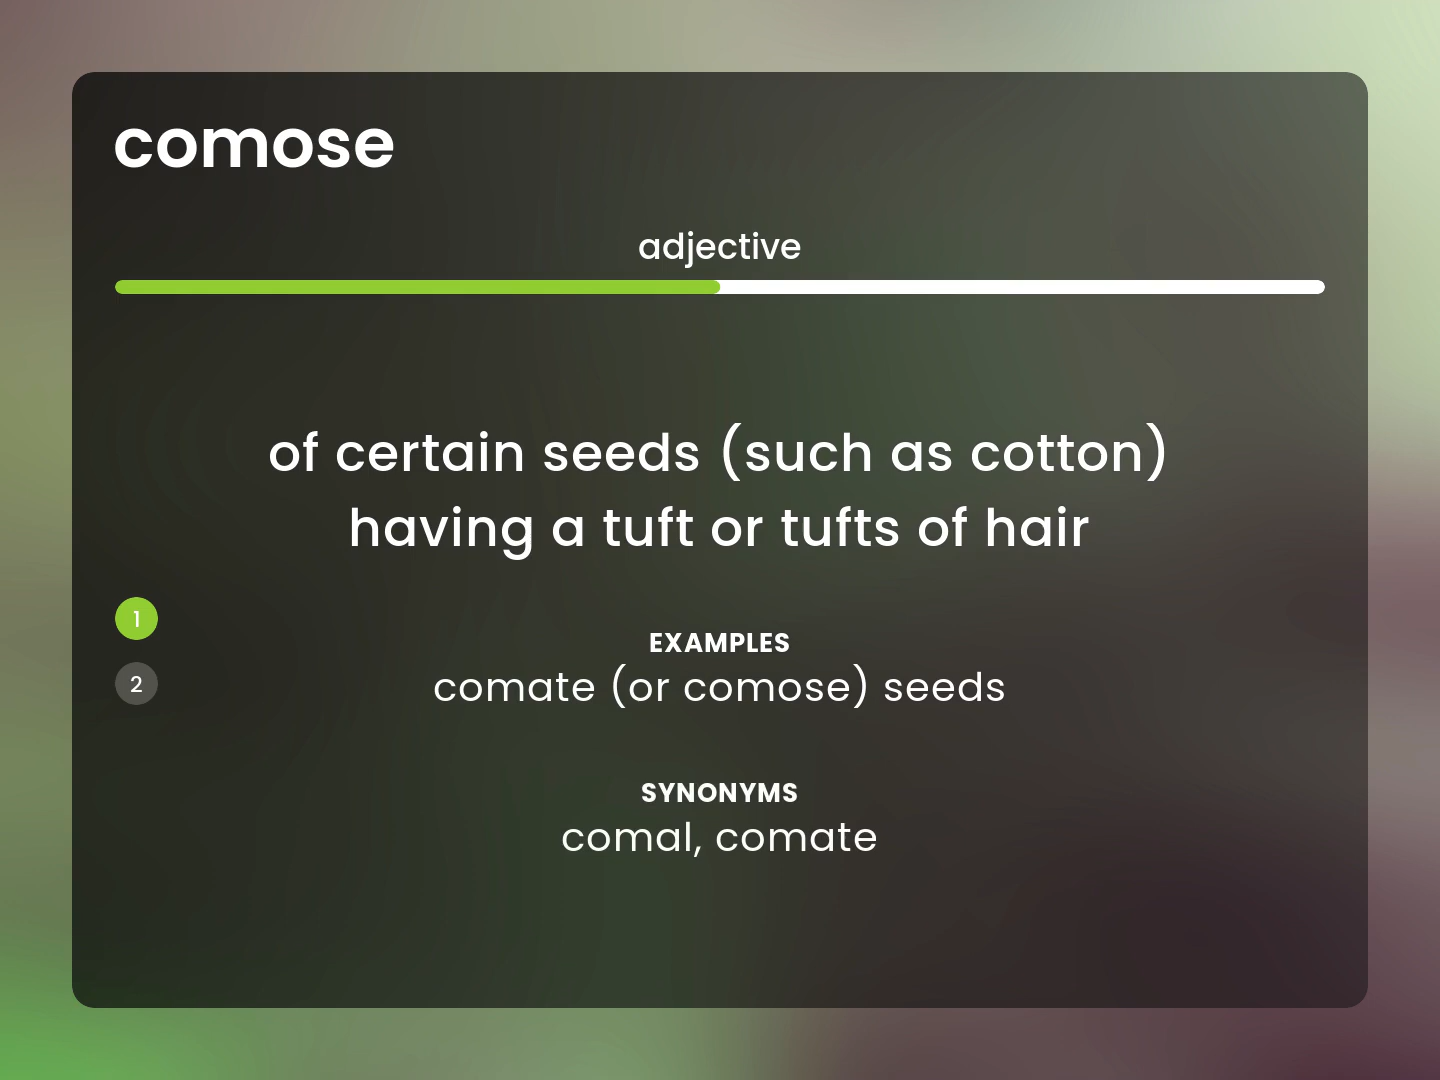 comose
adjective
of certain seeds (such as cotton)
having a tuft or tufts of hair
1
2
EXAMPLES
comate (or comose) seeds
SYNONYMS
comal, comate